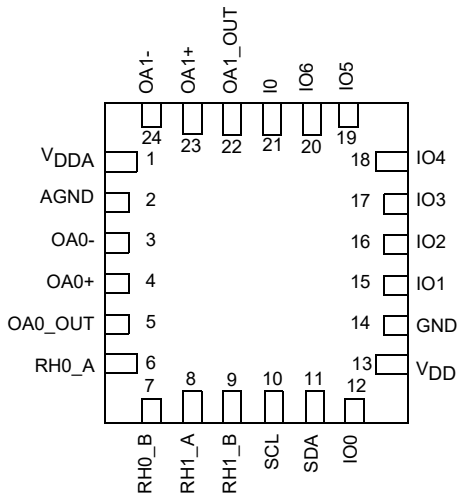 OA1-
OA1+
OA1_OUT
I0
IO6
IO5
24
23
22
21
20
19
VDDA
1
AGND
2
OA0-
3
OA0+
4
OA0_OUT
5
RH0_A
6
18
IO4
17
IO3
16
IO2
15
IO1
14
GND
13
VDD
7
8
9
10
11
12
RH0_B
RH1_A
RH1_B
SCL
SDA
IO0